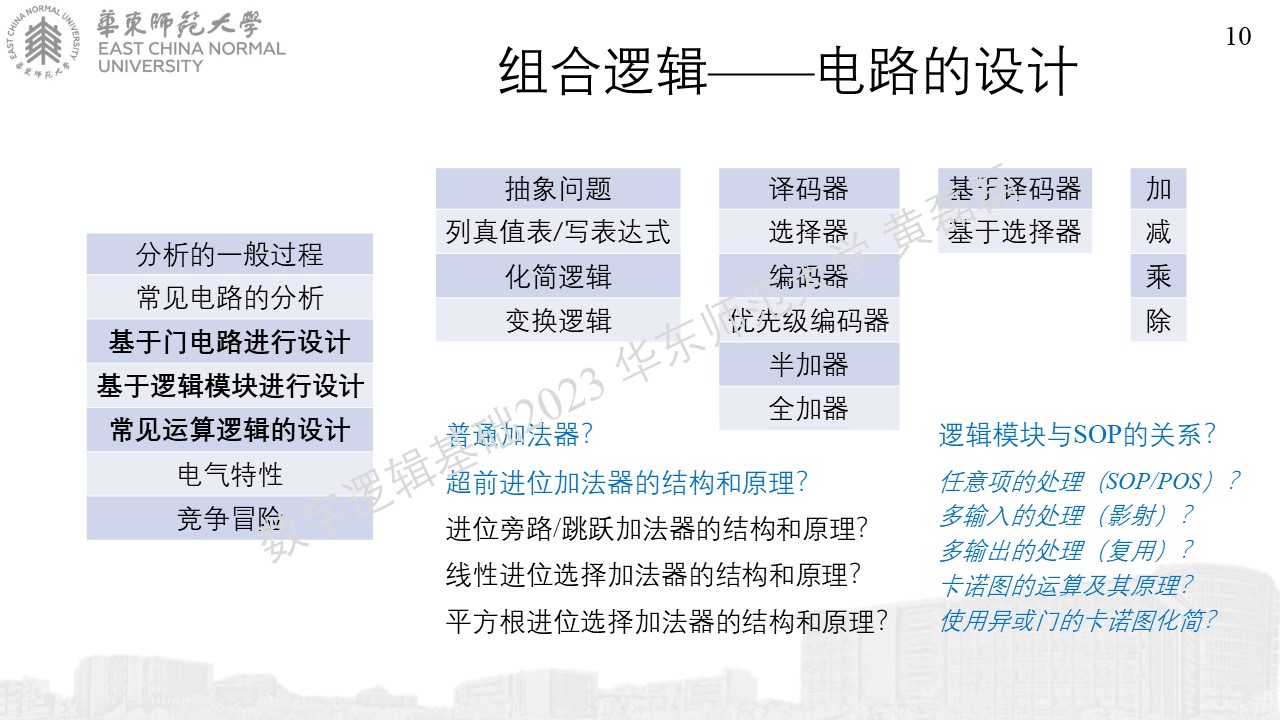 華東師范大學
EAST CHINA NORMAL
UNIVERSITY
EAST CHINA NORMAL UNIVERSITY
華東师范大學
10
组合逻辑——电路的设计
分析的一般过程
常见电路的分析
基于门电路进行设计
基于逻辑模块进行设计
常见运算逻辑的设计
电气特性
竞争冒险
抽象问题
列真值表/写表达式
化简逻辑
变换逻辑
译码器
选择器
编码器
优先级编码器
半加器
全加器
基于译码器
基于选择器
加
减
乘
除
普通加法器?
超前进位加法器的结构和原理?
进位旁路/跳跃加法器的结构和原理?
线性进位选择加法器的结构和原理?
平方根进位选择加法器的结构和原理?
逻辑模块与SOP的关系?
任意项的处理（SOP/POS）?
多输入的处理（影射）?
多输出的处理（复用）?
卡诺图的运算及其原理?
使用异或门的卡诺图化简?
数字逻辑基础2023 华东师范大学 黄磊磊